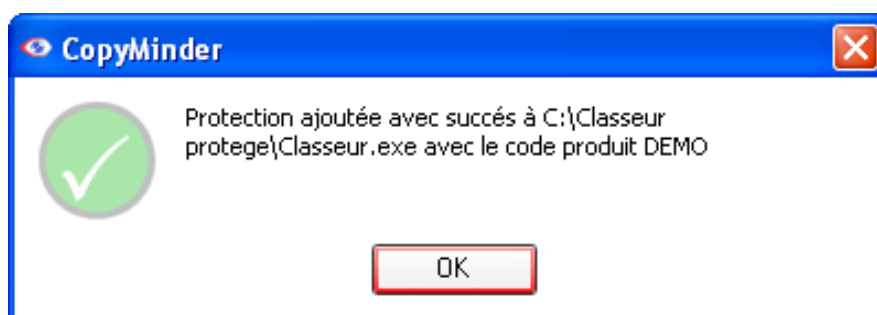 CopyMinder
Protection ajoutée avec succés à C:\Classeur
protege\Classeur.exe avec le code produit DEMO
OK